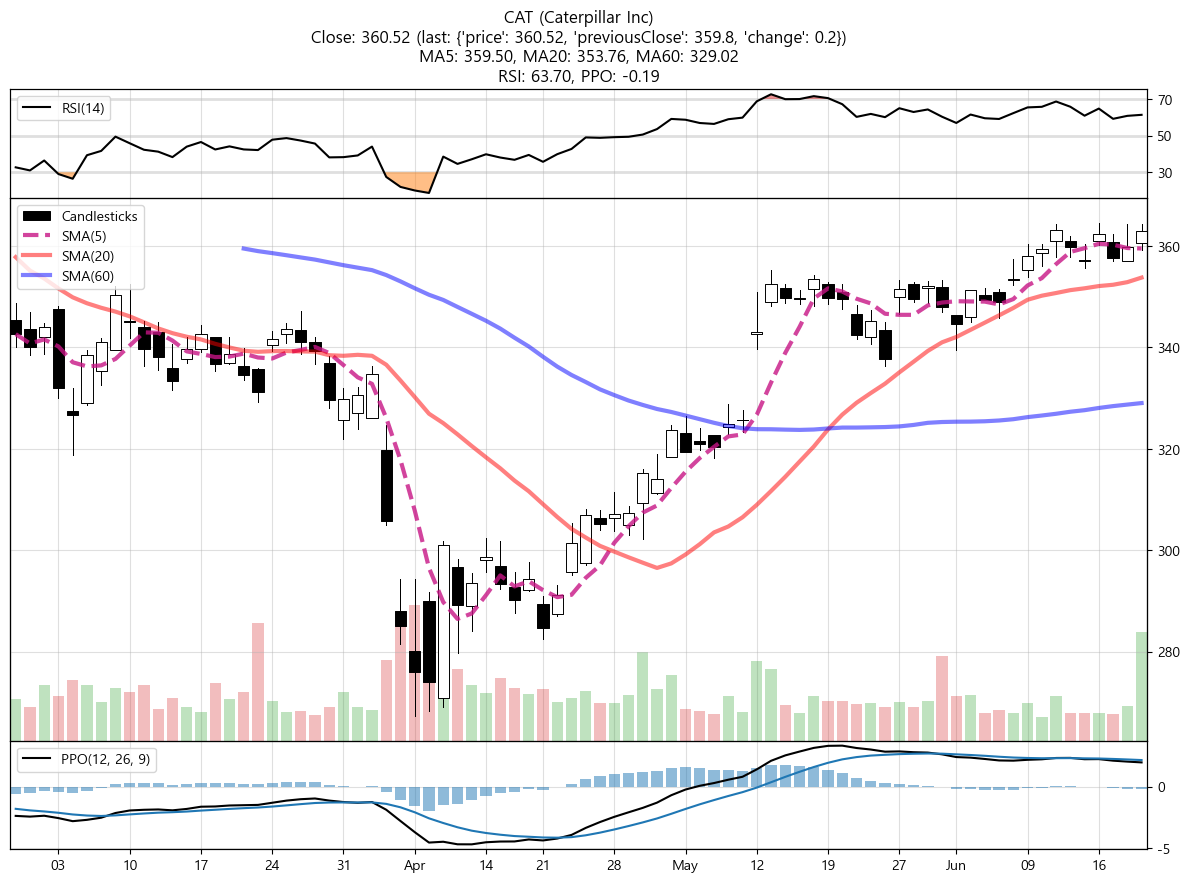 CAT (Caterpillar Inc)
Close: 360.52 (last: {'price': 360.52, 'previousClose': 359.8, 'change': 0.2})
MA5: 359.50, MA20: 353.76, MA60: 329.02
RSI: 63.70, PPO: -0.19
RSI(14)
70
50
30
Candlesticks
SMA(5)
SMA(20)
SMA(60)
360
340
320
300
280
PPO(12, 26, 9)
0
-5
03 10 17 24 31 Apr 14 21 28 May 12 19 27 Jun 09 16